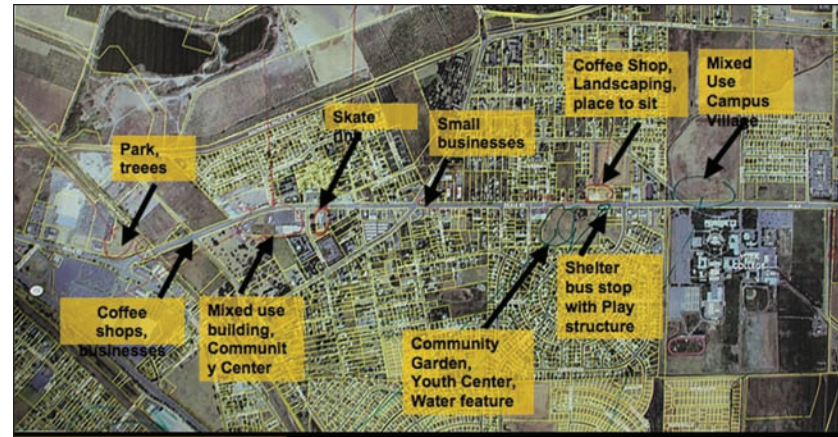 Park,
treees
Coffee
shops,
businesses
Mixed use
building,
Communit
y Center
Skate
Small
businesses
Community
Garden,
Youth Center,
Water feature
Coffee Shop,
Landscaping,
place to sit
Shelter
bus stop
with Play
structure
Mixed
Use
Campus
Village